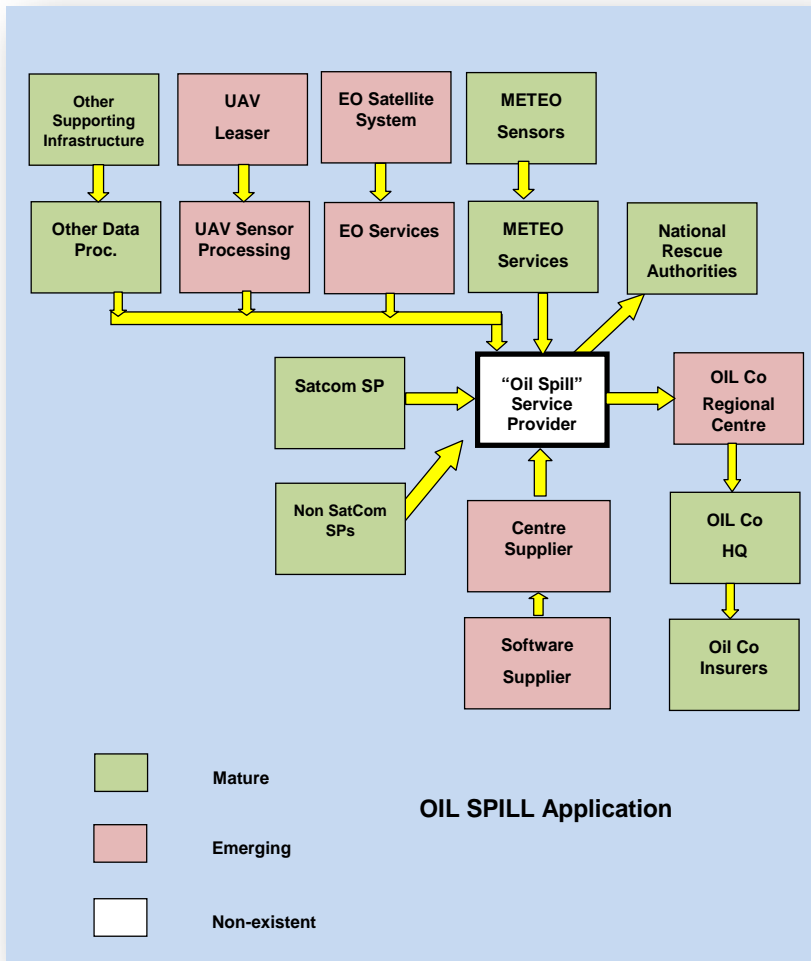 Other
Supporting
Infrastructure
UAV
Leaser
EO Satellite
System
METEO
Sensors
Other Data
Proc.
UAV Sensor
Processing
EO Services
METEO
Services
National
Rescue
Authorities
Satcom SP
“Oil Spill”
Service
Provider
OIL Co
Regional
Centre
Non SatCom
SPs
Centre
Supplier
OIL Co
HQ
Software
Supplier
Oil Co
Insurers
Mature
OIL SPILL Application
Emerging
Non-existent